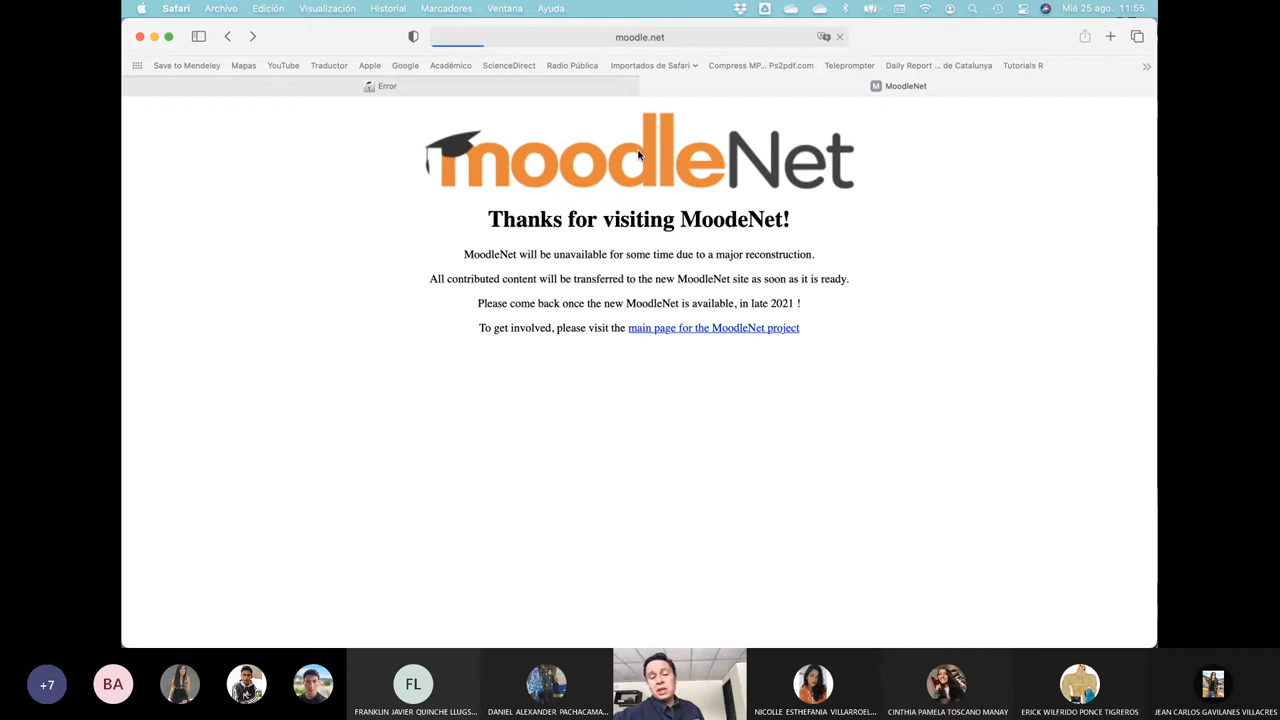 Safari Archivo Edición Visualización Historial Marcadores Ventana Ayuda Mié 25 ago. 11:55
moodle.net
Save to Mendeley Mapas YouTube Traductor Apple Google Académico ScienceDirect Radio Pública Importados de Safari Compress MP... Ps2pdf.com Teleprompter Daily Report ... de Catalunya Tutorials R
Error M MoodleNet
moodleNet
Thanks for visiting MoodeNet!
MoodleNet will be unavailable for some time due to a major reconstruction.
All contributed content will be transferred to the new MoodleNet site as soon as it is ready.
Please come back once the new MoodleNet is available, in late 2021 !
To get involved, please visit the main page for the MoodleNet project
+7 BA FL
FRANKLIN JAVIER QUINCHE LLUGS... DANIEL ALEXANDER PACHACAMA... NICOLLE ESTHEFANIA VILLARROEL... CINTHIA PAMELA TOSCANO MANAY ERICK WILFRIDO PONCE TIGREROS JEAN CARLOS GAVILANES VILLACRES